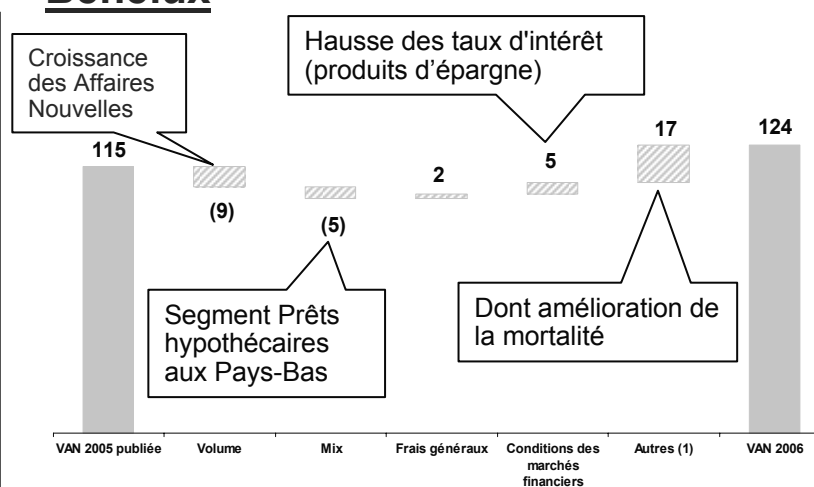 Benelux
Croissance
des Affaires
Nouvelles
Hausse des taux d'intérêt
(produits d’épargne)
115
(9)
(5)
2
5
17
124
Segment Prêts
hypothécaires
aux Pays-Bas
Dont amélioration de
la mortalité
VAN 2005 publiée
Volume
Mix
Frais généraux
Conditions des
marchés
financiers
Autres (1)
VAN 2006